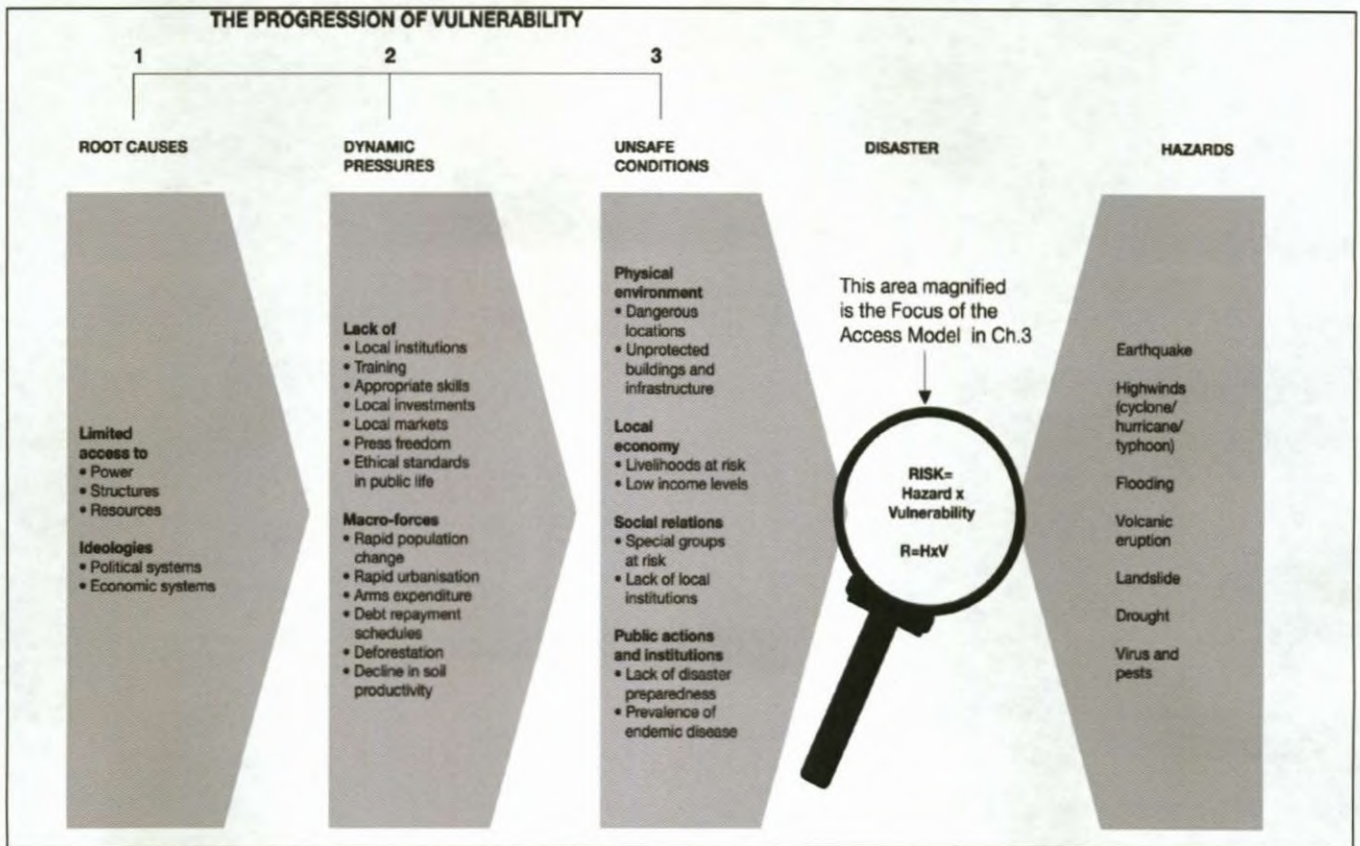 THE PROGRESSION OF VULNERABILITY
1
2
3
ROOT CAUSES
DYNAMIC
PRESSURES
UNSAFE
CONDITIONS
DISASTER
HAZARDS
Limited
access to
• Power
• Structures
• Resources
Ideologies
• Political systems
• Economic systems
Lack of
• Local institutions
• Training
• Appropriate skills
• Local investments
• Local markets
• Press freedom
• Ethical standards
in public life
Macro-forces
• Rapid population
change
• Rapid urbanisation
• Arms expenditure
• Debt repayment
schedules
• Deforestation
• Decline in soil
productivity
Physical
environment
• Dangerous
locations
• Unprotected
buildings and
infrastructure
Local
economy
• Livelihoods at risk
• Low income levels
Social relations
• Special groups
at risk
• Lack of local
institutions
Public actions
and institutions
• Lack of disaster
preparedness
• Prevalence of
endemic disease
This area magnified
is the Focus of the
Access Model in Ch.3
RISK=
Hazard x
Vulnerability
R=HxV
Earthquake
Highwinds
(cyclone/
hurricane/
typhoon)
Flooding
Volcanic
eruption
Landslide
Drought
Virus and
pests